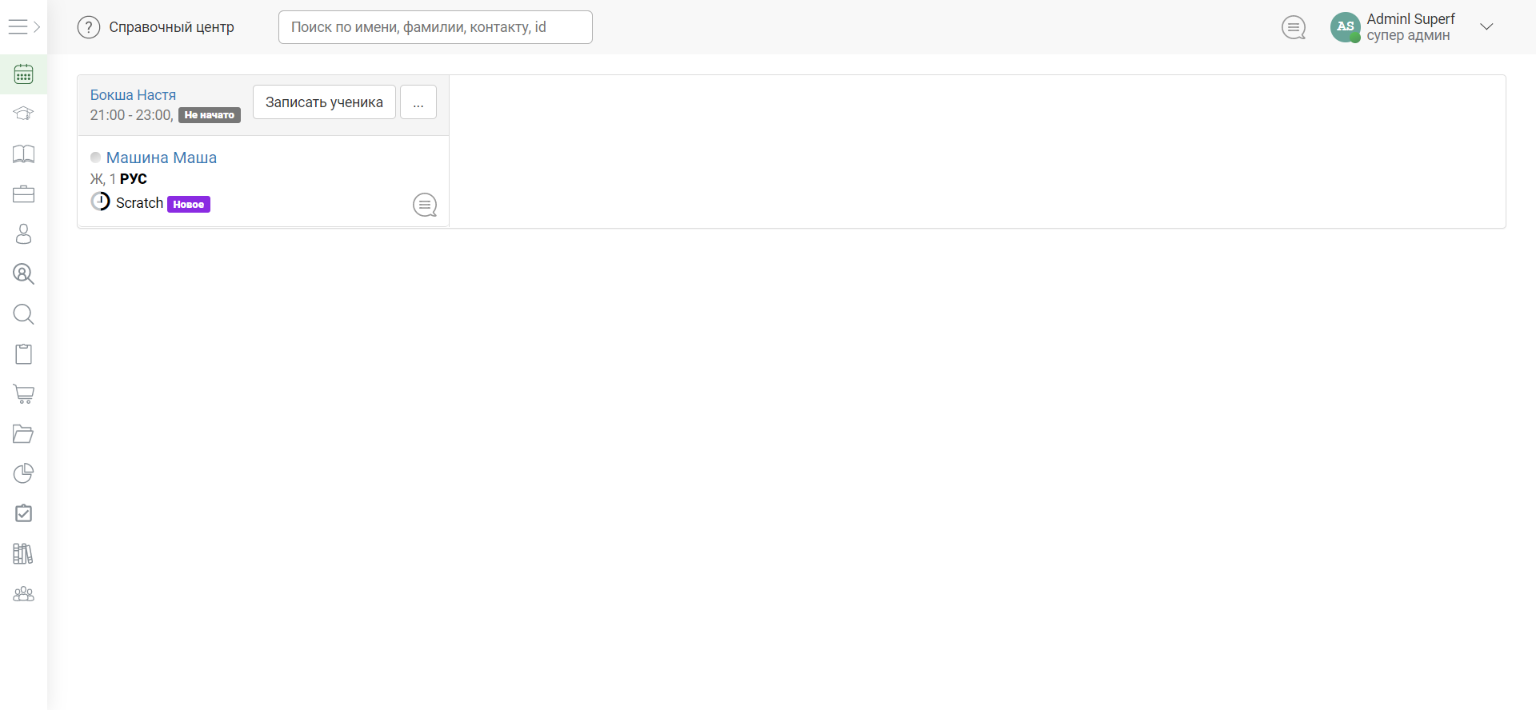 ? Справочный центр
Поиск по имени, фамилии, контакту, id
AS
Adminl Superf
супер админ
Бокша Настя
21:00 - 23:00, Не начато
Записать ученика
...
Машина Маша
Ж, 1 РУС
Scratch Новое